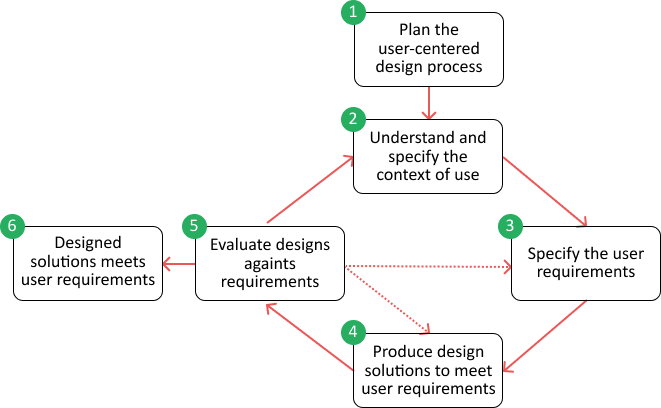 1
Plan the
user-centered
design process
2
Understand and
specify the
context of use
3
Specify the user
requirements
4
Produce design
solutions to meet
user requirements
5
Evaluate designs
againts
requirements
6
Designed
solutions meets
user requirements